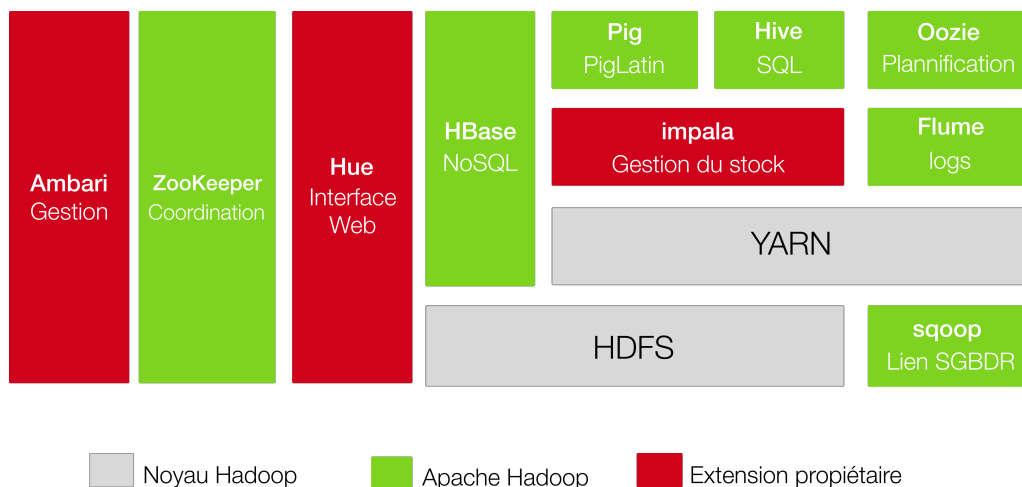 Ambari
Gestion
ZooKeeper
Coordination
Hue
Interface
Web
HBase
NoSQL
Pig
PigLatin
Hive
SQL
Oozie
Plannification
impala
Gestion du stock
Flume
logs
YARN
HDFS
sqoop
Lien SGBDR
Noyau Hadoop
Apache Hadoop
Extension propiétaire